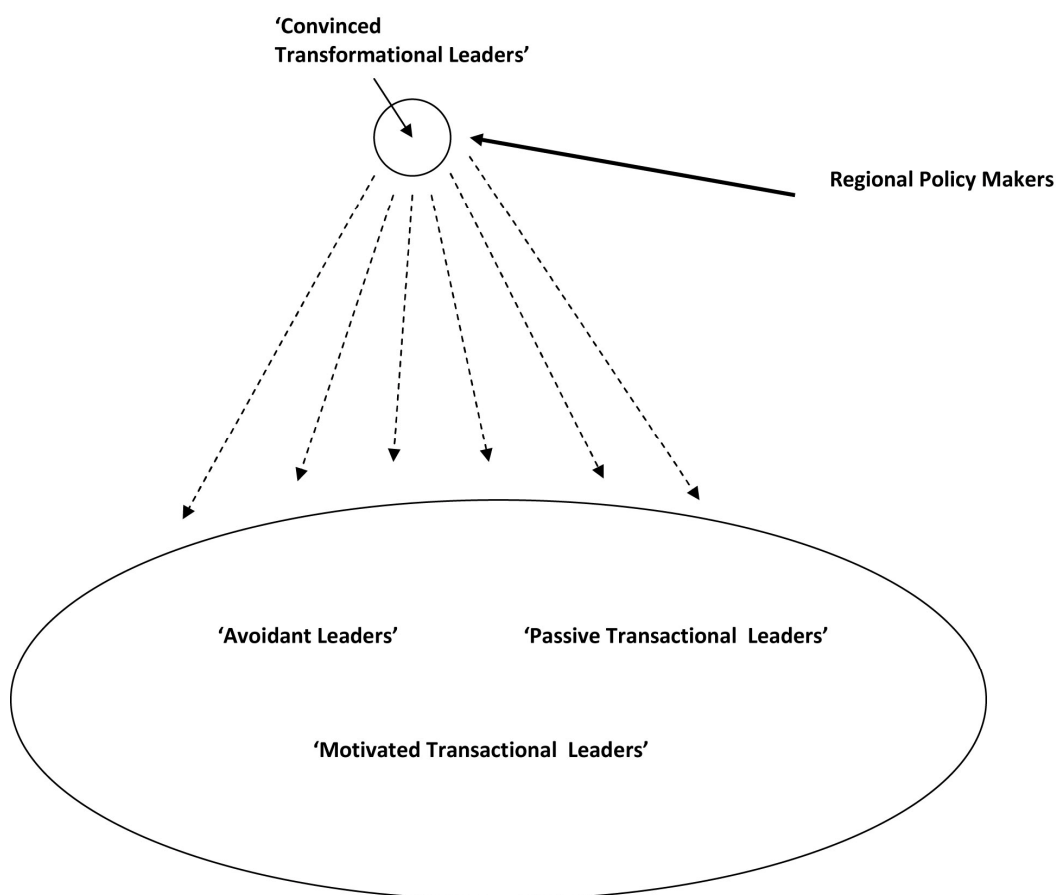 ‘Convinced
Transformational Leaders’
Regional Policy Makers
‘Avoidant Leaders’
‘Passive Transactional  Leaders’
‘Motivated Transactional  Leaders’